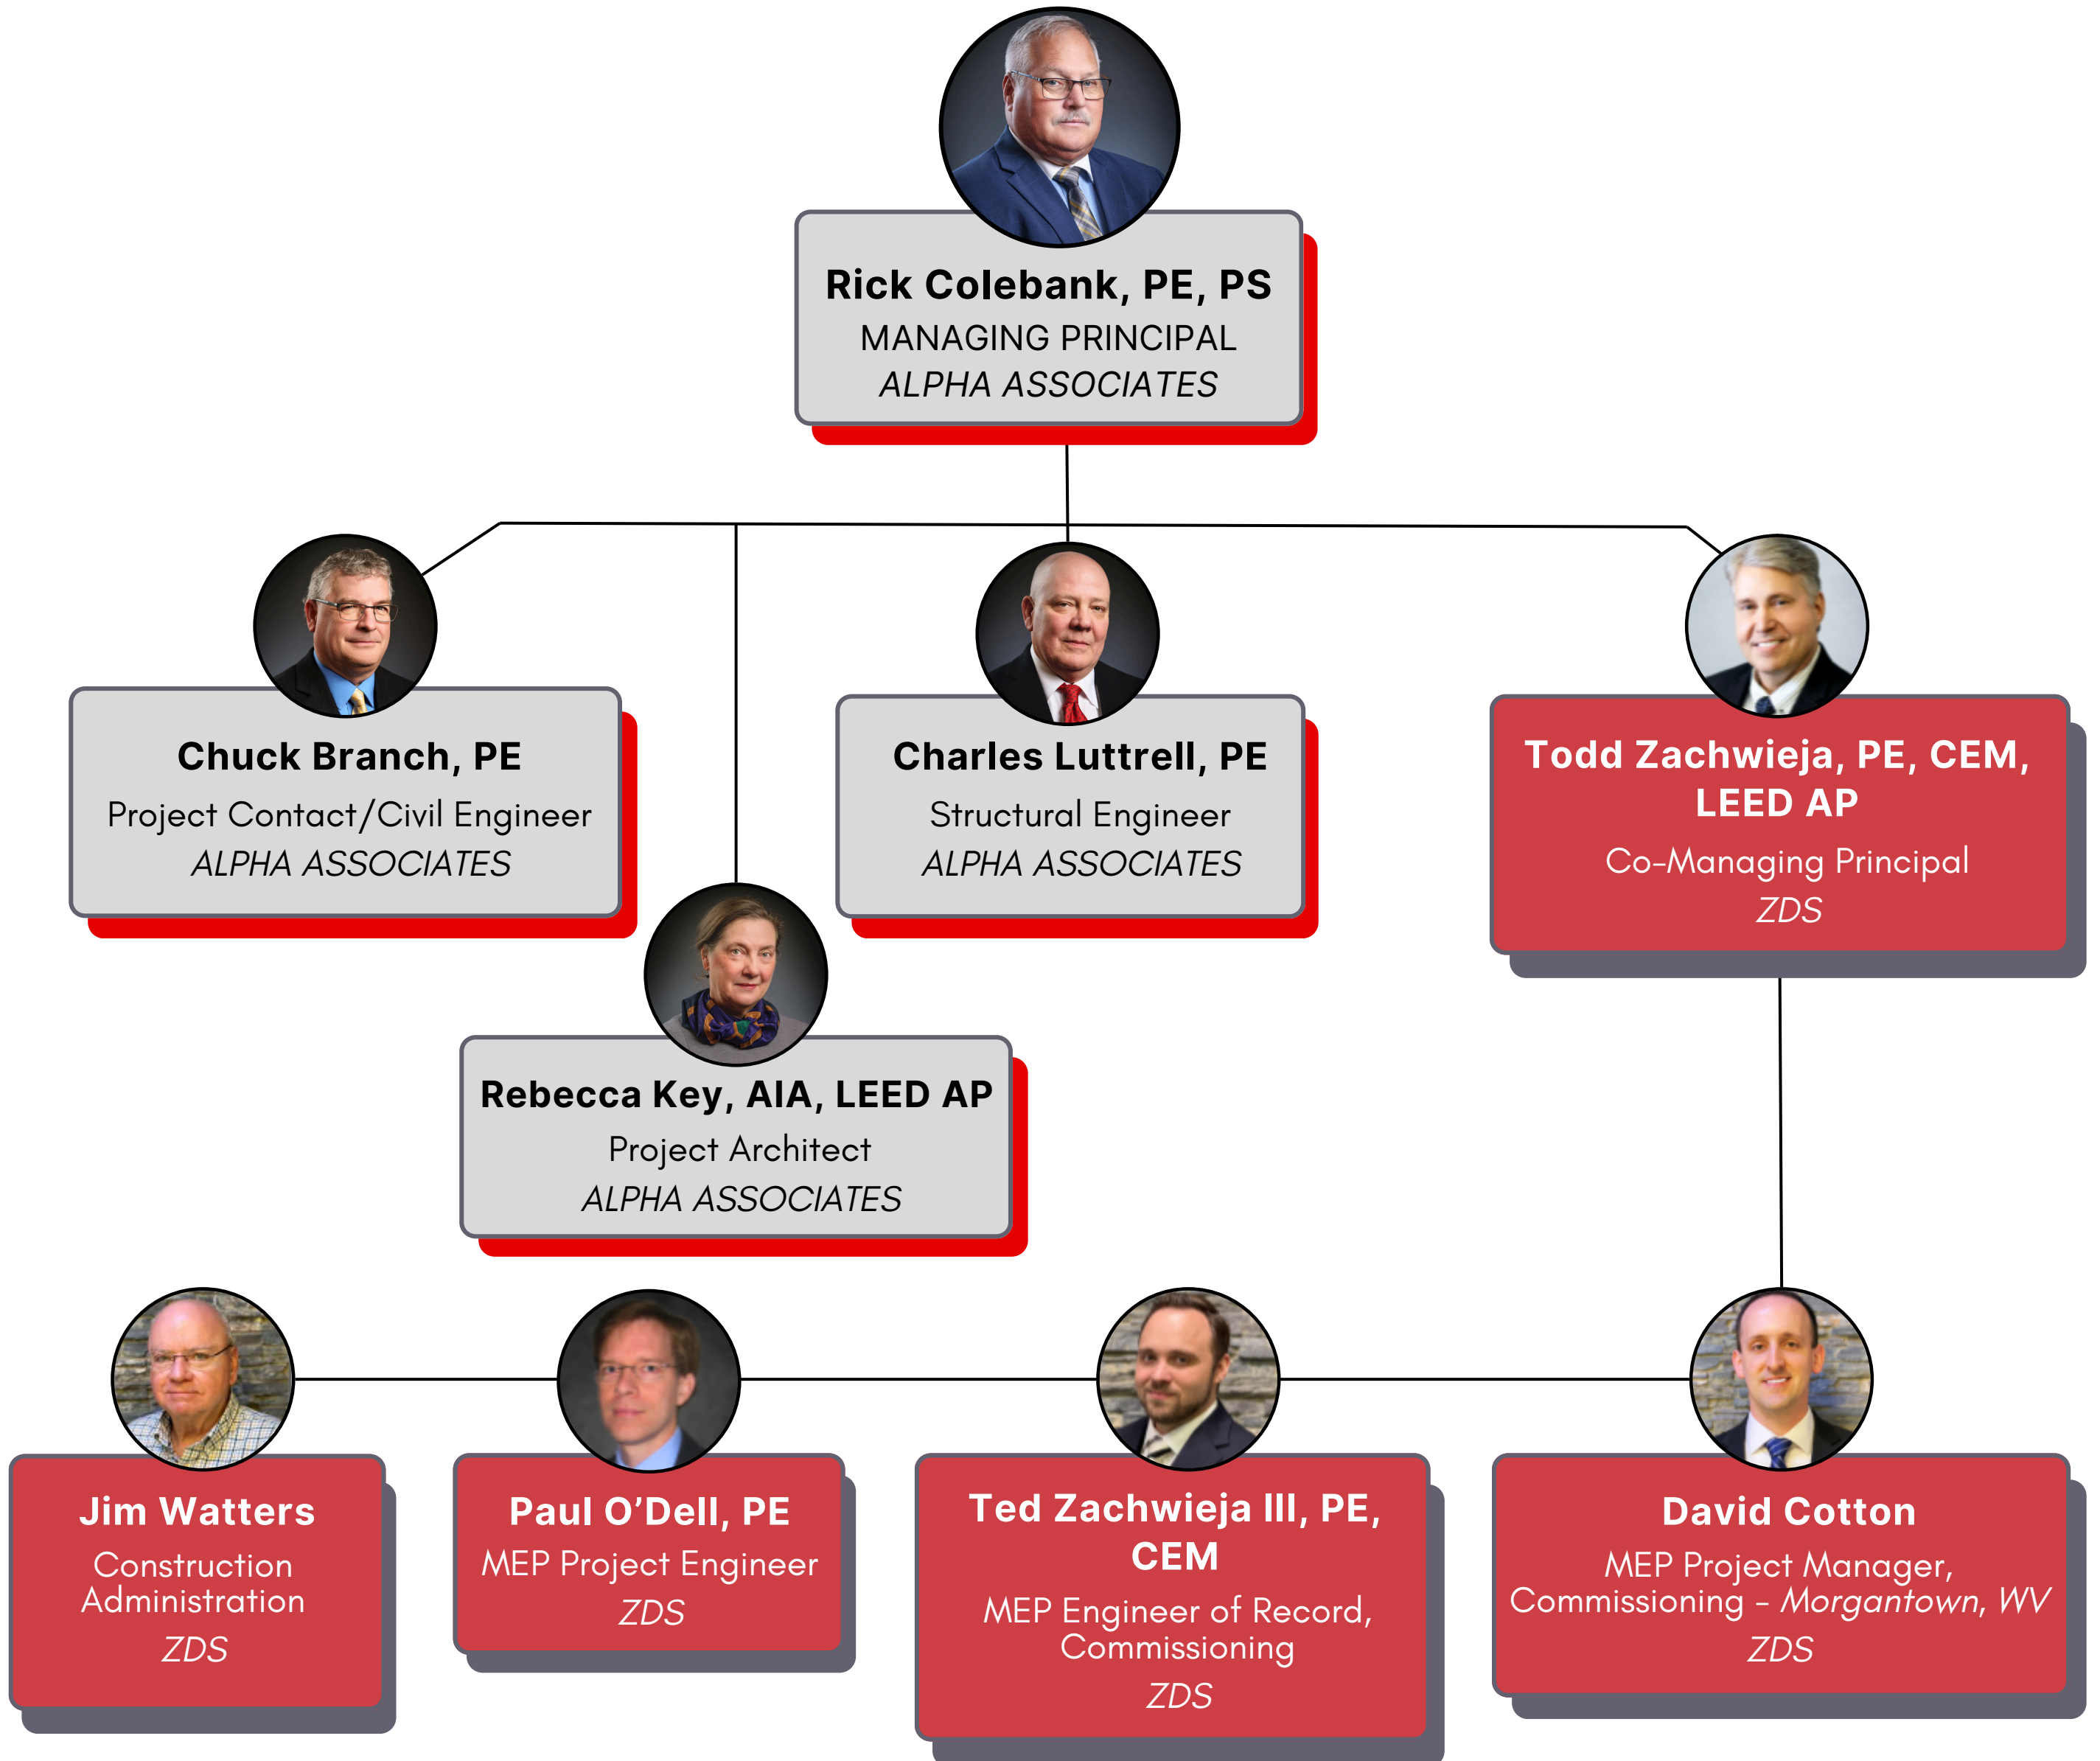 Rick Colebank, PE, PS
MANAGING PRINCIPAL
ALPHA ASSOCIATES
Chuck Branch, PE
Project Contact/Civil Engineer
ALPHA ASSOCIATES
Charles Luttrell, PE
Structural Engineer
ALPHA ASSOCIATES
Todd Zachwieja, PE, CEM,
LEED AP
Co-Managing Principal
ZDS
Rebecca Key, AIA, LEED AP
Project Architect
ALPHA ASSOCIATES
Jim Watters
Construction
Administration
ZDS
Paul O’Dell, PE
MEP Project Engineer
ZDS
Ted Zachwieja III, PE,
CEM
MEP Engineer of Record,
Commissioning
ZDS
David Cotton
MEP Project Manager,
Commissioning - Morgantown, WV
ZDS